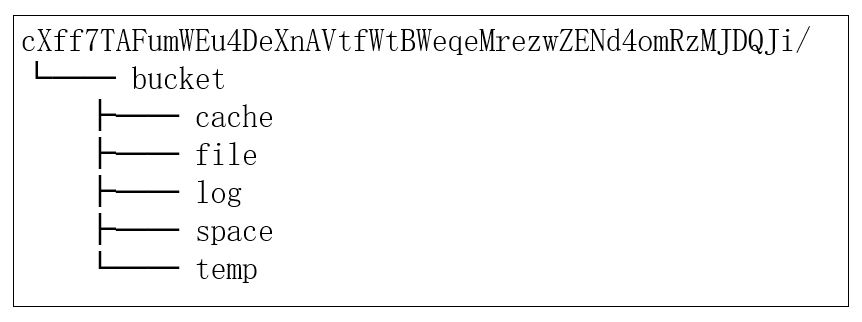 cXff7TAFumWEu4DeXnAVtfWtBWeqeMrezwZENd4omRzMJDQJi/
└── bucket
├── cache
├── file
├── log
├── space
└── temp